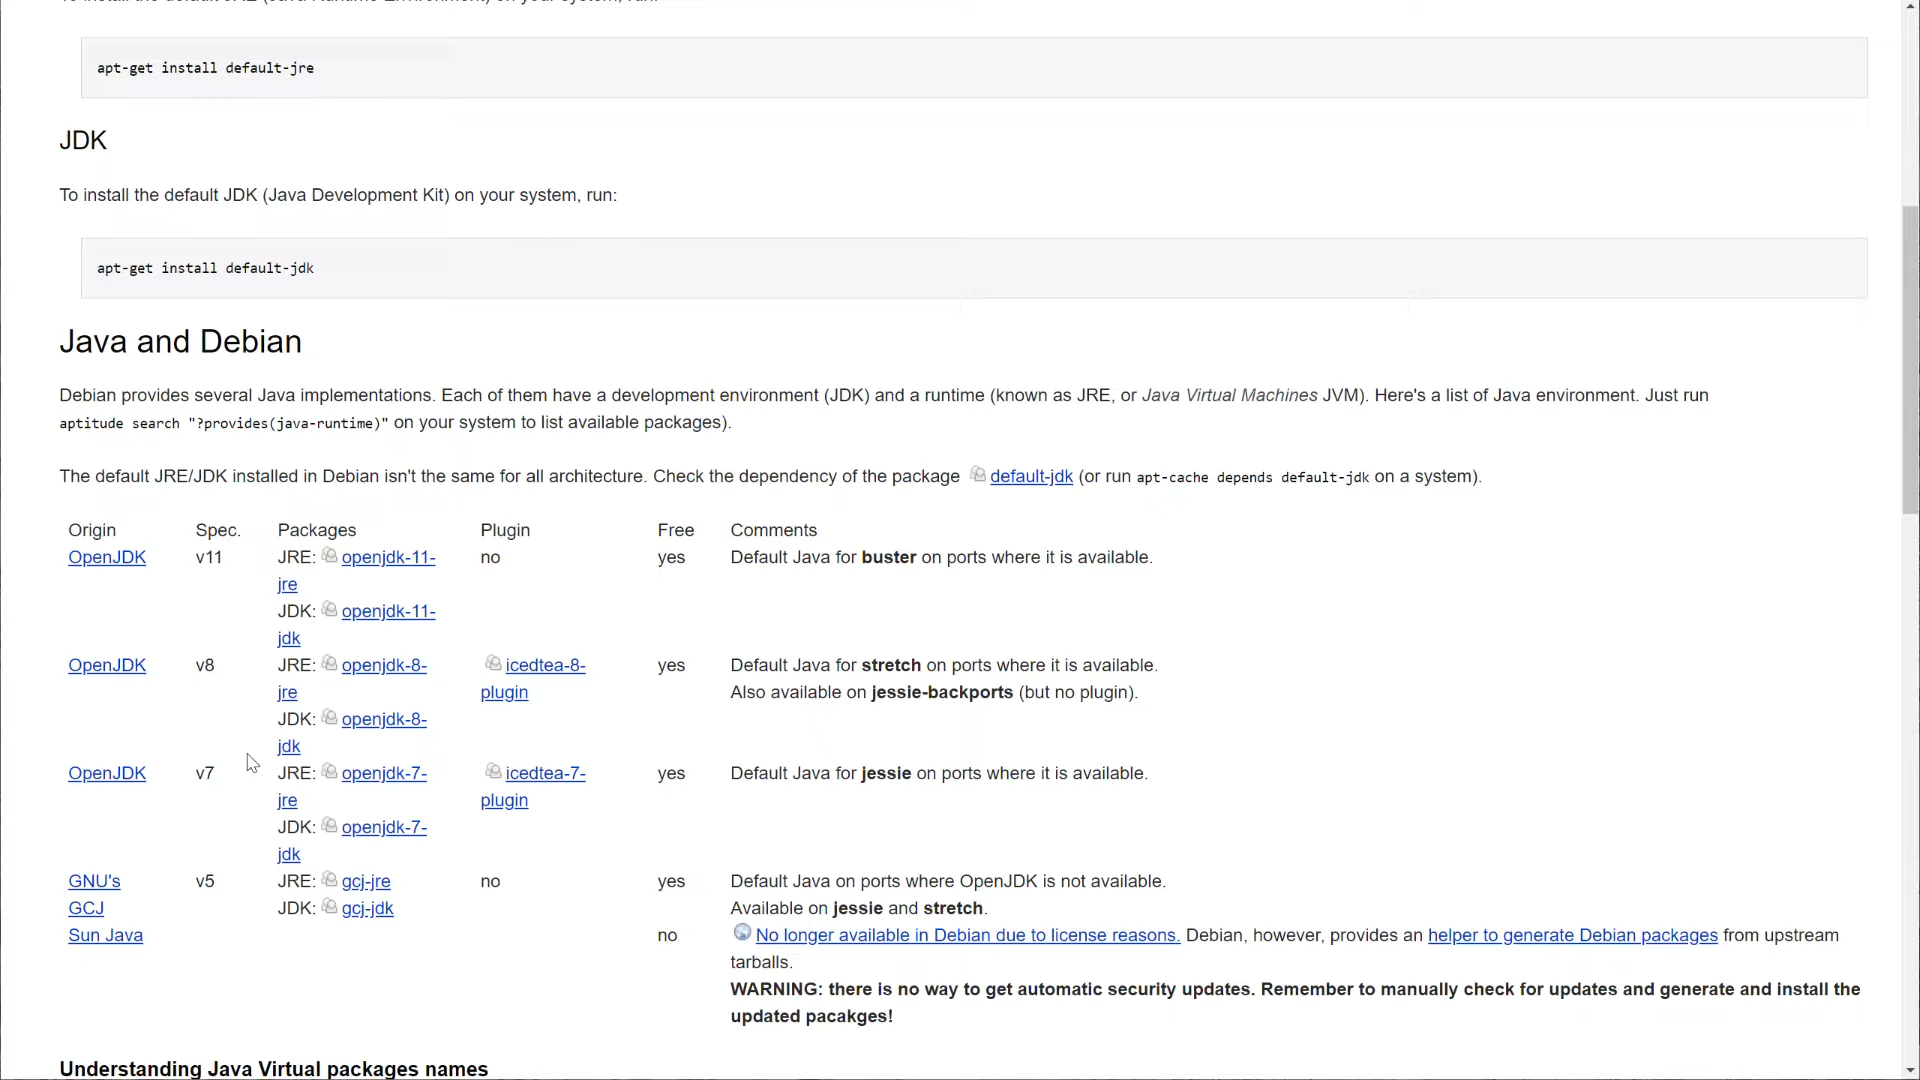 To install the default JRE (Java Runtime Environment) on your system, run:
apt-get install default-jre
JDK
To install the default JDK (Java Development Kit) on your system, run:
apt-get install default-jdk
Java and Debian
Debian provides several Java implementations. Each of them have a development environment (JDK) and a runtime (known as JRE, or Java Virtual Machines JVM). Here's a list of Java environment. Just run
aptitude search "?provides(java-runtime)" on your system to list available packages).
The default JRE/JDK installed in Debian isn't the same for all architecture. Check the dependency of the package default-jdk (or run apt-cache depends default-jdk on a system).
Origin Spec. Packages Plugin Free Comments
OpenJDK v11 JRE: openjdk-11- no yes Default Java for buster on ports where it is available.
jre
JDK: openjdk-11-
jdk
OpenJDK v8 JRE: openjdk-8- icedtea-8- yes Default Java for stretch on ports where it is available.
jre plugin Also available on jessie-backports (but no plugin).
JDK: openjdk-8-
jdk
OpenJDK v7 JRE: openjdk-7- icedtea-7- yes Default Java for jessie on ports where it is available.
jre plugin
JDK: openjdk-7-
jdk
GNU's v5 JRE: gcj-jre no yes Default Java on ports where OpenJDK is not available.
GCJ JDK: gcj-jdk Available on jessie and stretch.
Sun Java no No longer available in Debian due to license reasons. Debian, however, provides an helper to generate Debian packages from upstream
tarballs.
WARNING: there is no way to get automatic security updates. Remember to manually check for updates and generate and install the
updated pacakges!
Understanding Java Virtual packages names